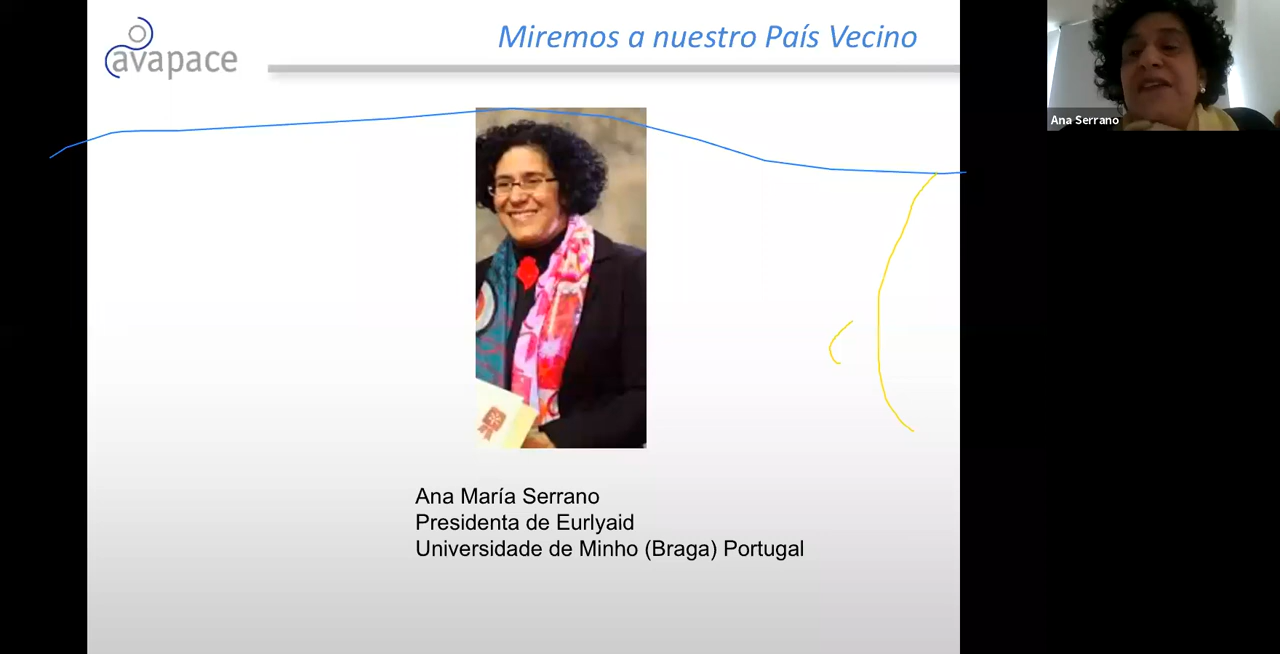 avapace
Miremos a nuestro País Vecino
Ana Serrano
Ana María Serrano
Presidenta de Eurlyaid
Universidade de Minho (Braga) Portugal